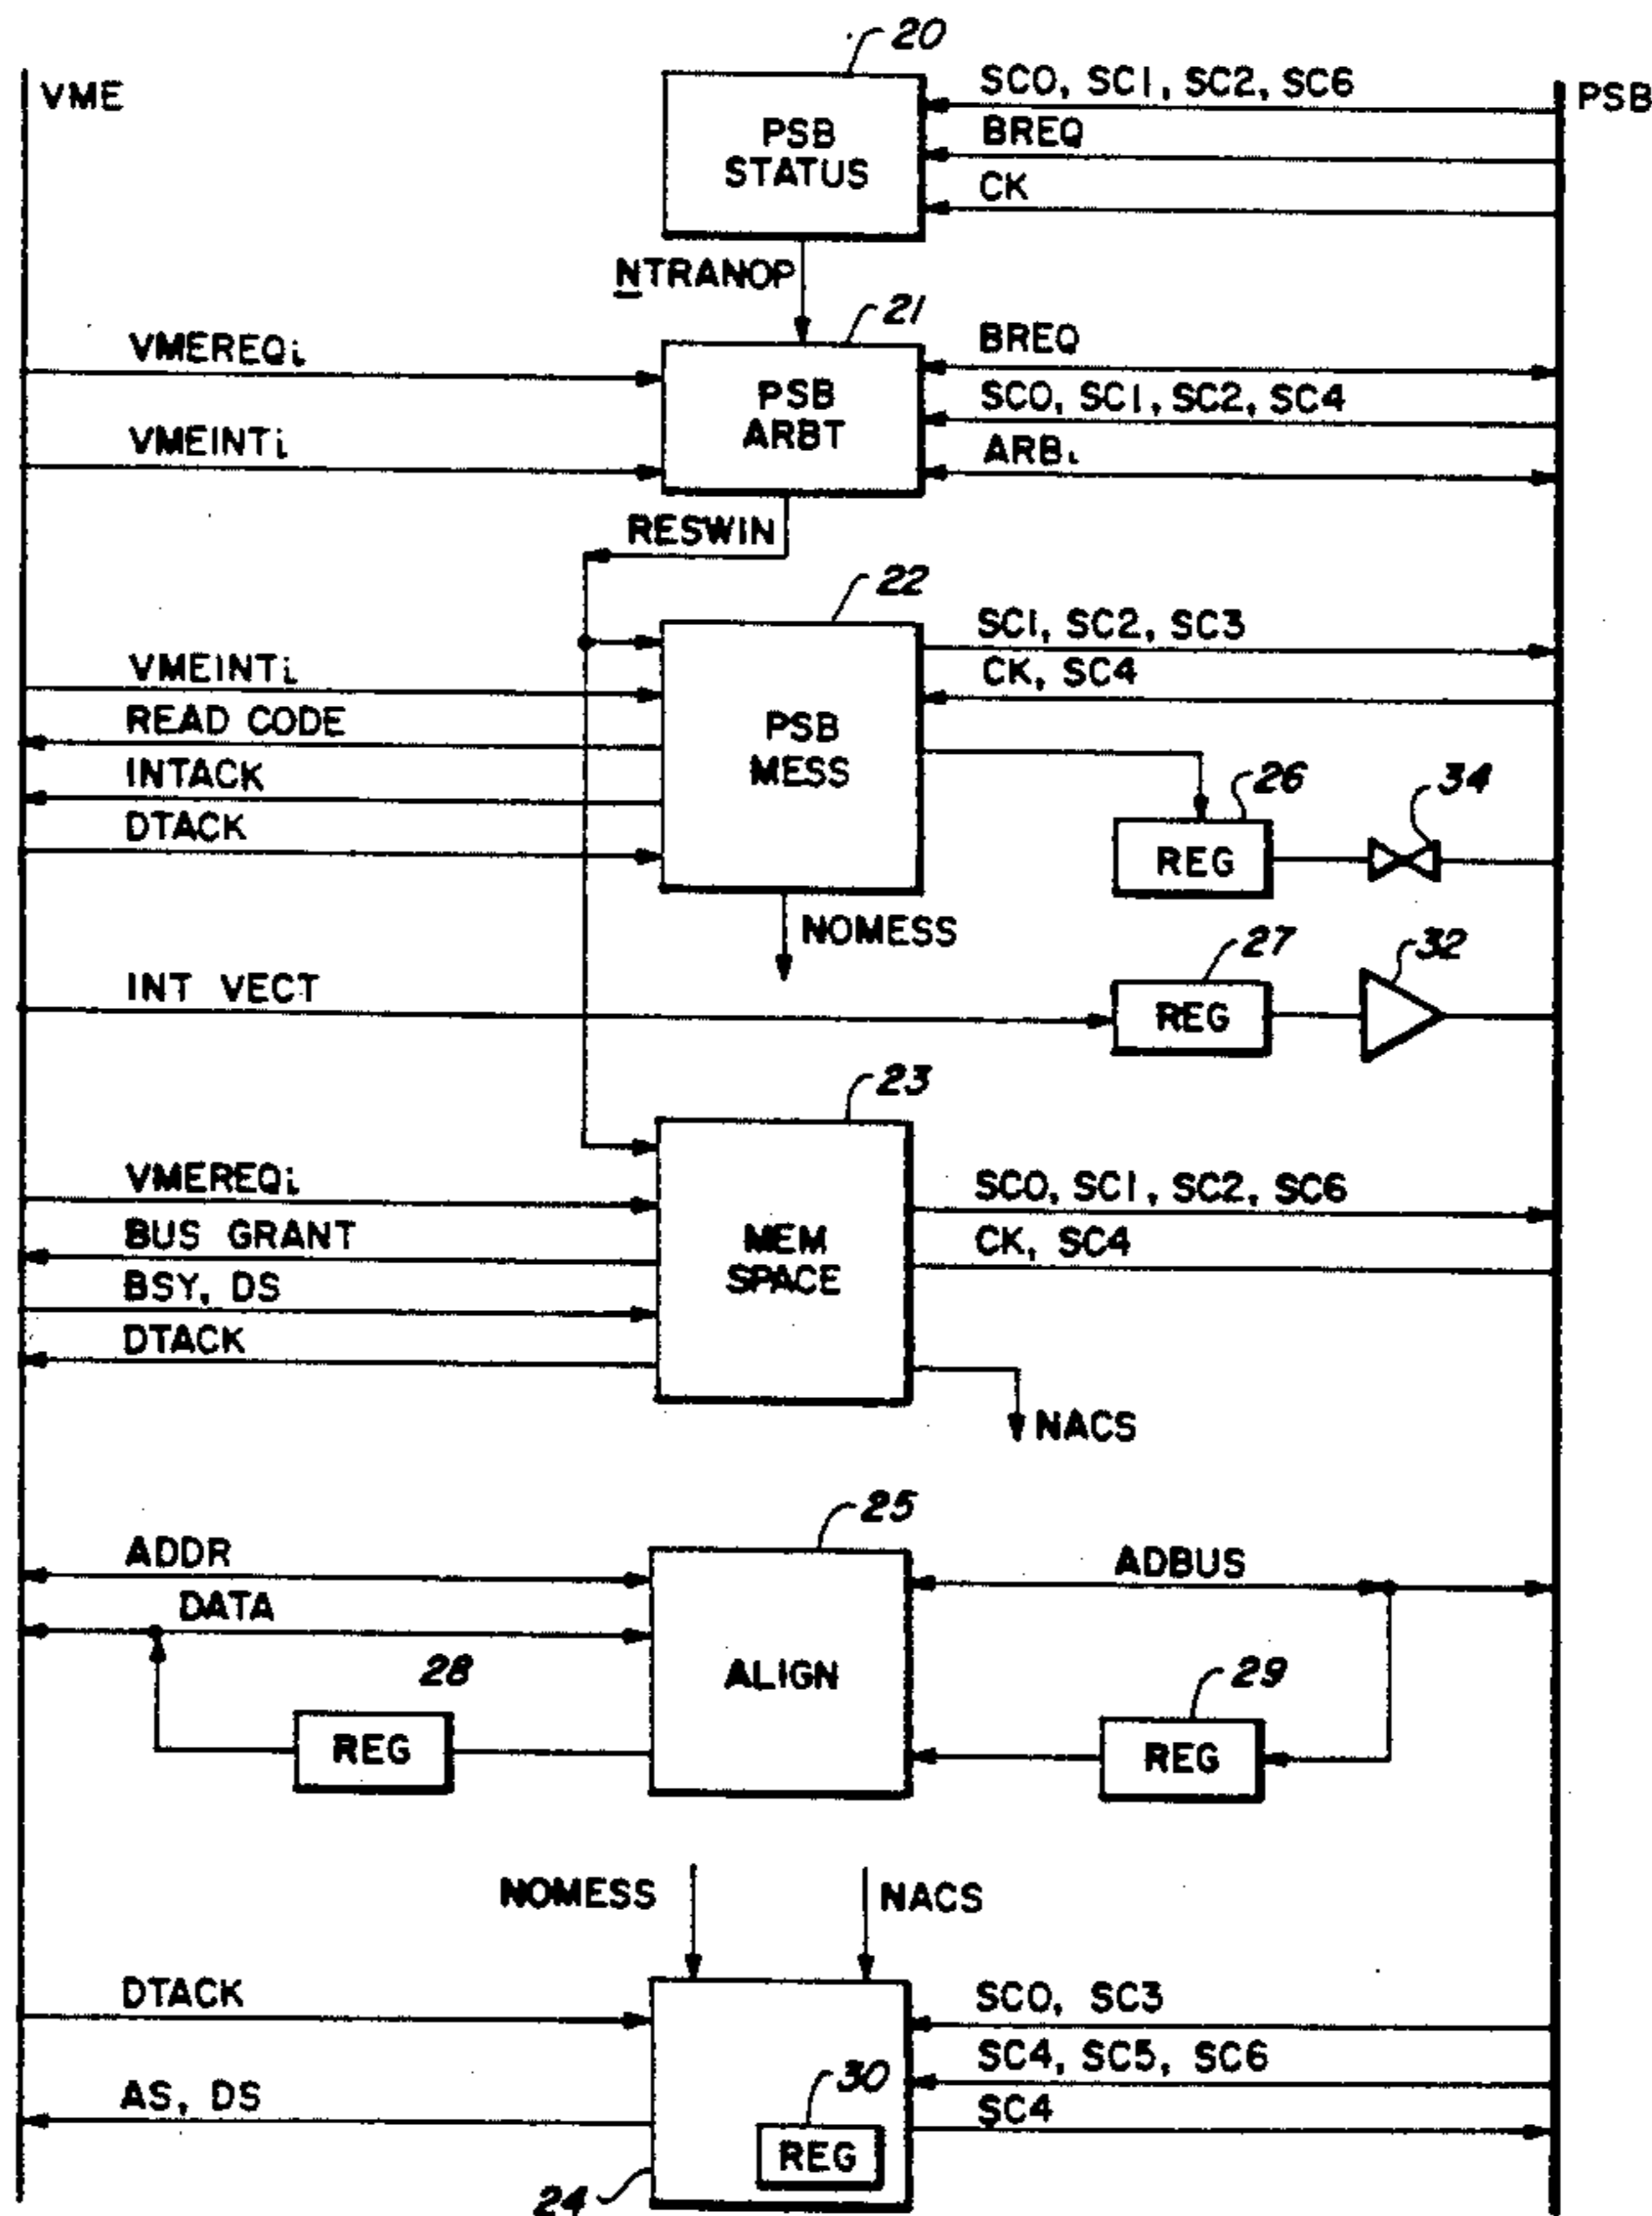 20
VME
SC0, SC1, SC2, SC6
PSB
PSB
STATUS
BREQ
CK
NTRANOP
21
VMEREQi
BREQ
PSB
ARBT
SC0, SC1, SC2, SC4
VMEINTi
ARBi
RESWIN
22
SC1, SC2, SC3
VMEINTi
CK, SC4
READ CODE
PSB
MESS
INTACK
26
34
DTACK
REG
NOMESS
27
32
INT VECT
REG
23
VMEREQi
SC0, SC1, SC2, SC6
BUS GRANT
MEM
SPACE
CK, SC4
BSY, DS
DTACK
NACS
25
ADDR
ADBUS
DATA
28
ALIGN
29
REG
REG
NOMESS
NACS
DTACK
SC0, SC3
SC4, SC5, SC6
30
AS, DS
SC4
REG
24